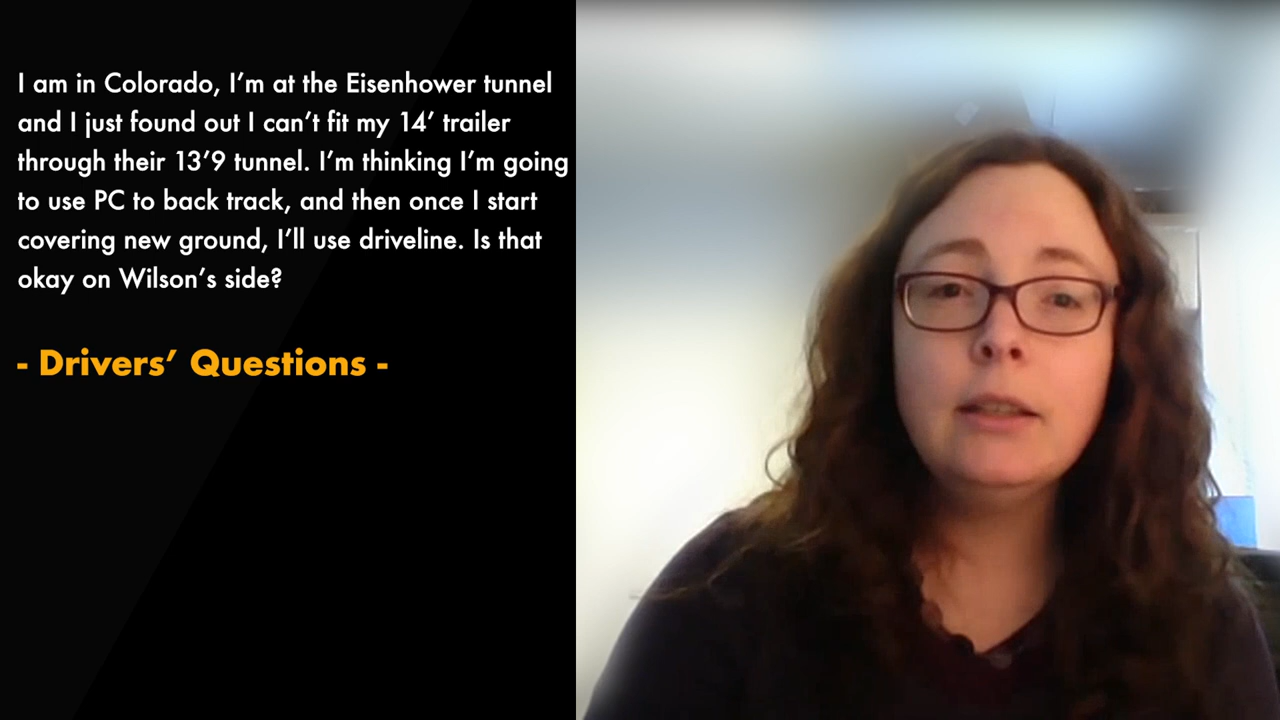 I am in Colorado, I’m at the Eisenhower tunnel
and I just found out I can’t fit my 14’ trailer
through their 13’9 tunnel. I’m thinking I’m going
to use PC to back track, and then once I start
covering new ground, I’ll use driveline. Is that
okay on Wilson’s side?
- Drivers’ Questions -